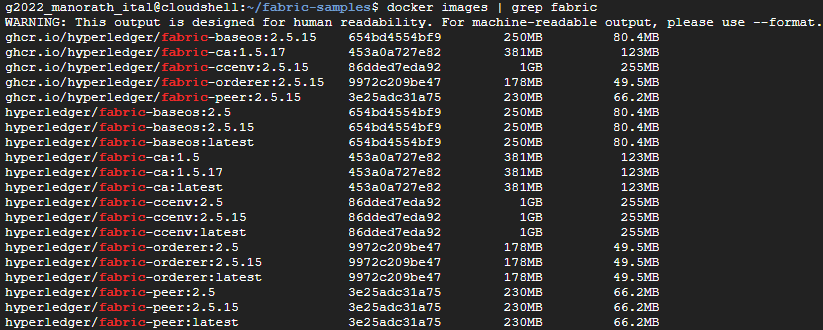 g2022_manorath_ital@cloudshell:~/fabric-samples$ docker images | grep fabric
WARNING: This output is designed for human readability. For machine-readable output, please use --format.
ghcr.io/hyperledger/fabric-baseos:2.5.15 654bd4554bf9 250MB 80.4MB
ghcr.io/hyperledger/fabric-ca:1.5.17 453a0a727e82 381MB 123MB
ghcr.io/hyperledger/fabric-ccenv:2.5.15 86dded7eda92 1GB 255MB
ghcr.io/hyperledger/fabric-orderer:2.5.15 9972c209be47 178MB 49.5MB
ghcr.io/hyperledger/fabric-peer:2.5.15 3e25adc31a75 230MB 66.2MB
hyperledger/fabric-baseos:2.5 654bd4554bf9 250MB 80.4MB
hyperledger/fabric-baseos:2.5.15 654bd4554bf9 250MB 80.4MB
hyperledger/fabric-baseos:latest 654bd4554bf9 250MB 80.4MB
hyperledger/fabric-ca:1.5 453a0a727e82 381MB 123MB
hyperledger/fabric-ca:1.5.17 453a0a727e82 381MB 123MB
hyperledger/fabric-ca:latest 453a0a727e82 381MB 123MB
hyperledger/fabric-ccenv:2.5 86dded7eda92 1GB 255MB
hyperledger/fabric-ccenv:2.5.15 86dded7eda92 1GB 255MB
hyperledger/fabric-ccenv:latest 86dded7eda92 1GB 255MB
hyperledger/fabric-orderer:2.5 9972c209be47 178MB 49.5MB
hyperledger/fabric-orderer:2.5.15 9972c209be47 178MB 49.5MB
hyperledger/fabric-orderer:latest 9972c209be47 178MB 49.5MB
hyperledger/fabric-peer:2.5 3e25adc31a75 230MB 66.2MB
hyperledger/fabric-peer:2.5.15 3e25adc31a75 230MB 66.2MB
hyperledger/fabric-peer:latest 3e25adc31a75 230MB 66.2MB